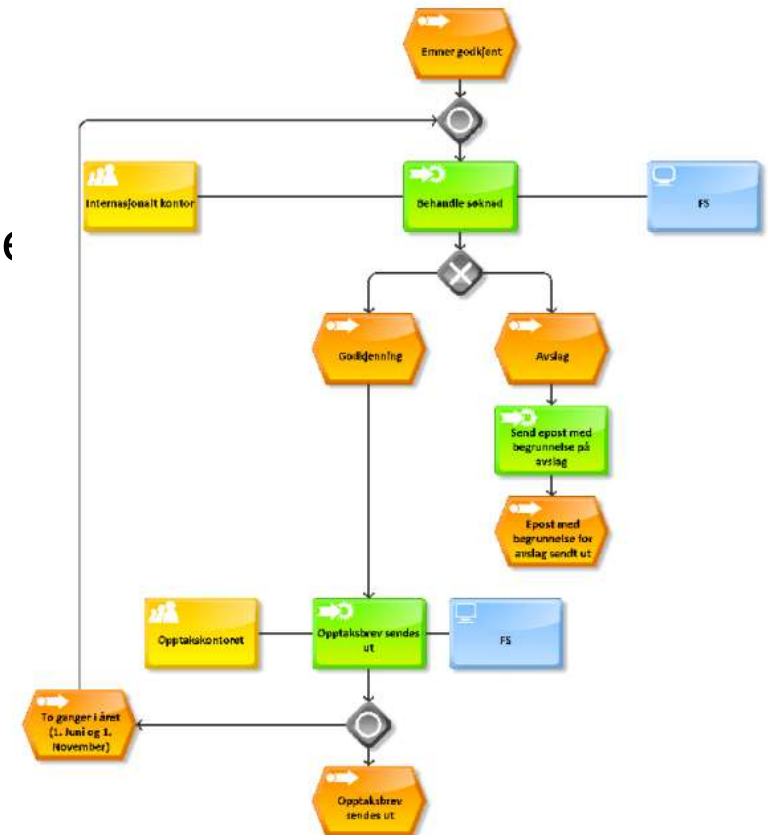 Emner godkjent
Internasjonalt kontor
Behandle søknad
FS
Godkjenning
Avslag
Send epost med
begrunnelse på
avslag
Epost med
begrunnelse for
avslag sendt ut
Opptakskontoret
Opptaksbrev sendes
ut
FS
To ganger i året
(1. Juni og 1.
November)
Opptaksbrev
sendes ut